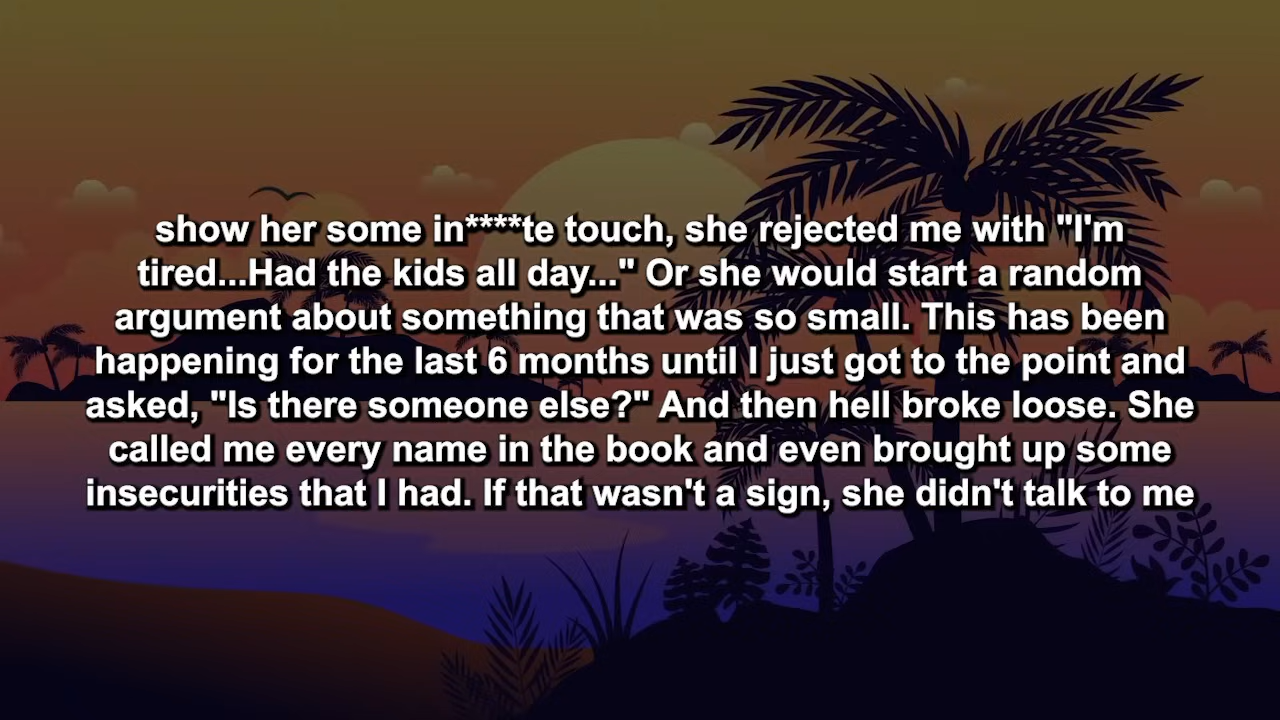 show her some in****te touch, she rejected me with "I'm
tired...Had the kids all day..." Or she would start a random
argument about something that was so small. This has been
happening for the last 6 months until I just got to the point and
asked, "Is there someone else?" And then hell broke loose. She
called me every name in the book and even brought up some
insecurities that I had. If that wasn't a sign, she didn't talk to me